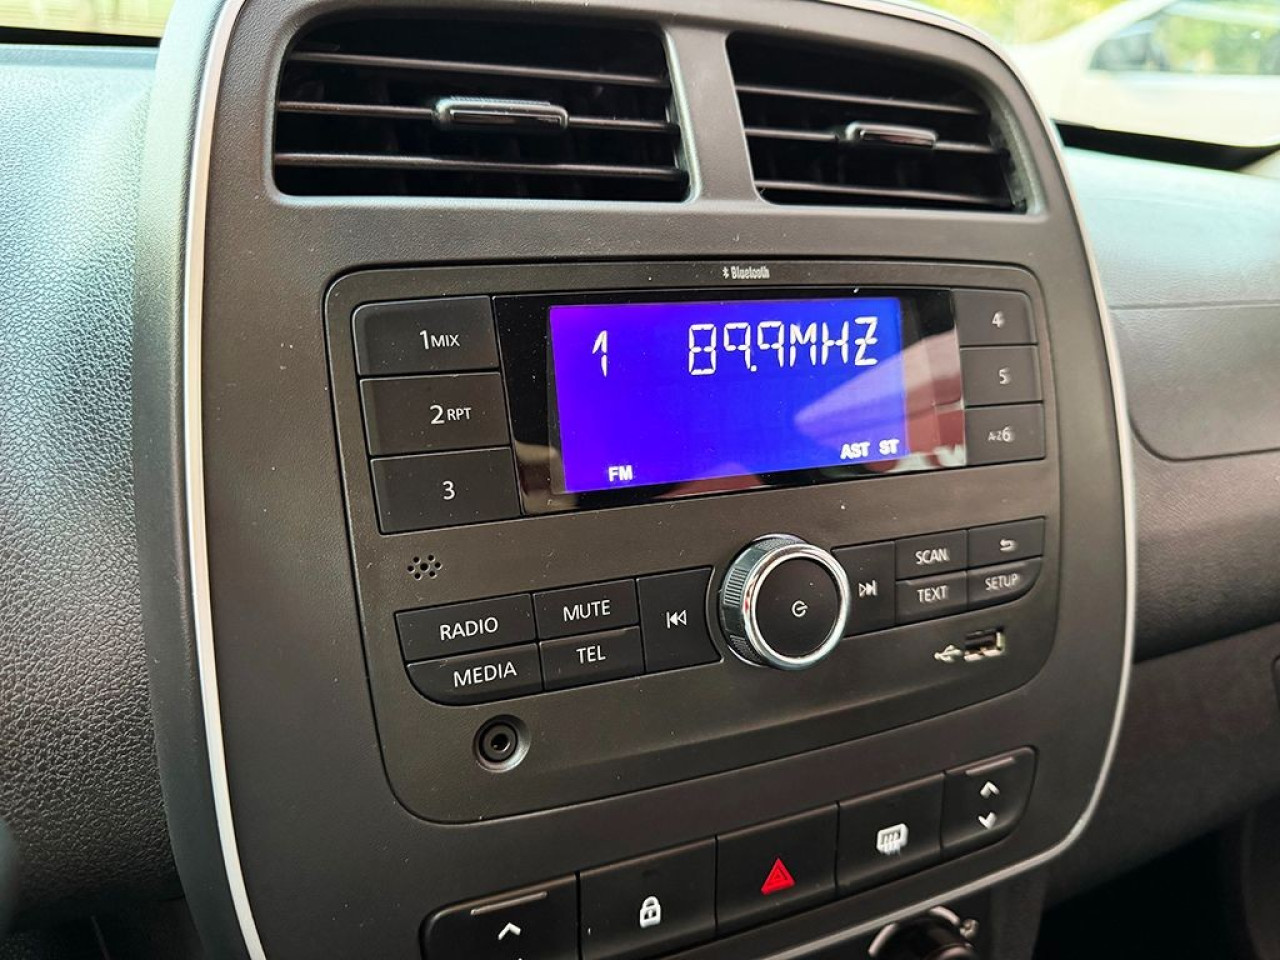 Bluetooth
1MIX
2RPT
3
1 89.9MHZ
AST ST
FM
4
5
A-Z6
RADIO
MEDIA
MUTE
TEL
SCAN
TEXT
SETUP